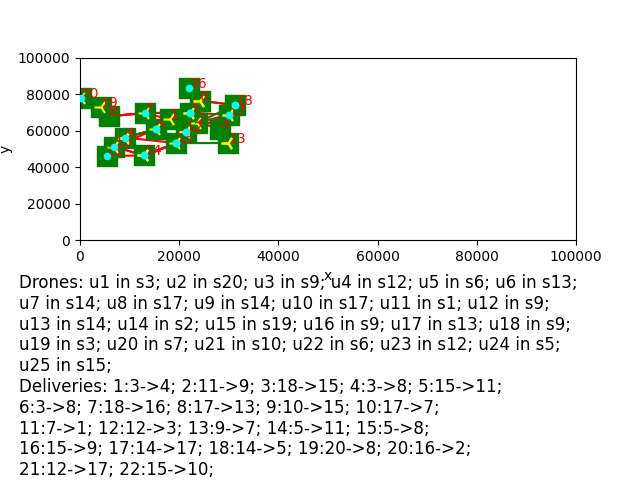 100000
80000
60000
40000
20000
0
y
0 20000 40000 60000 80000 100000
x
Drones: u1 in s3; u2 in s20; u3 in s9; u4 in s12; u5 in s6; u6 in s13;
u7 in s14; u8 in s17; u9 in s14; u10 in s17; u11 in s1; u12 in s9;
u13 in s14; u14 in s2; u15 in s19; u16 in s9; u17 in s13; u18 in s9;
u19 in s3; u20 in s7; u21 in s10; u22 in s6; u23 in s12; u24 in s5;
u25 in s15;
Deliveries: 1:3->4; 2:11->9; 3:18->15; 4:3->8; 5:15->11;
6:3->8; 7:18->16; 8:17->13; 9:10->15; 10:17->7;
11:7->1; 12:12->3; 13:9->7; 14:5->11; 15:5->8;
16:15->9; 17:14->17; 18:14->5; 19:20->8; 20:16->2;
21:12->17; 22:15->10;